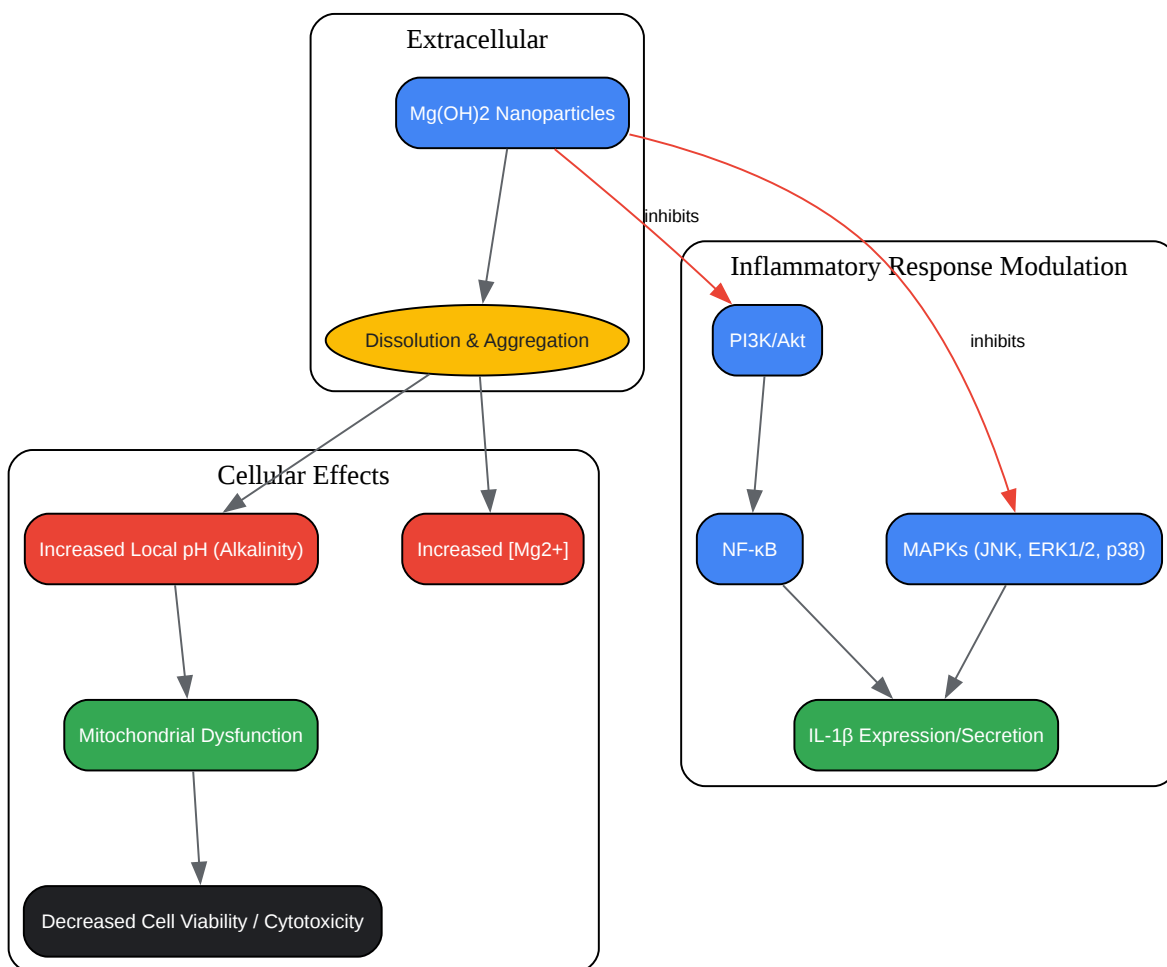 Extracellular
Mg(OH)2 Nanoparticles
inhibits
Inflammatory Response Modulation
Dissolution & Aggregation
PI3K/Akt
inhibits
Cellular Effects
Increased Local pH (Alkalinity)
Increased [Mg2+]
NF-κB
MAPKs (JNK, ERK1/2, p38)
Mitochondrial Dysfunction
IL-1β Expression/Secretion
Decreased Cell Viability / Cytotoxicity